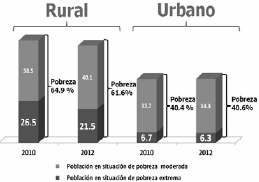 Rural
Urbano
38.5
26.5
Pobreza
64.9 %
40.1
21.5
Pobreza
61.6%
33.7
6.7
Pobreza
40.4 %
34.3
6.3
Pobreza
40.6%
2010
2012
2010
2012
Población en situación de pobreza moderada
Población en situación de pobreza extrema